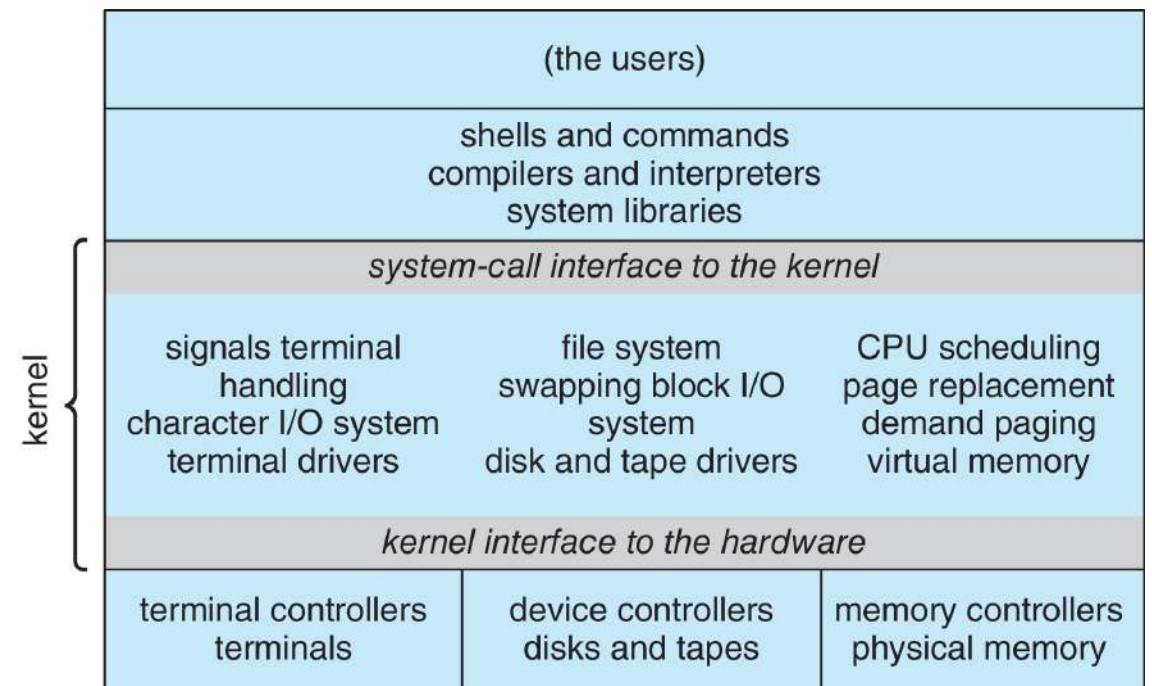 (the users)
shells and commands
compilers and interpreters
system libraries
kernel
system-call interface to the kernel
signals terminal
handling
character I/O system
terminal drivers
file system
swapping block I/O
system
disk and tape drivers
CPU scheduling
page replacement
demand paging
virtual memory
kernel interface to the hardware
terminal controllers
terminals
device controllers
disks and tapes
memory controllers
physical memory